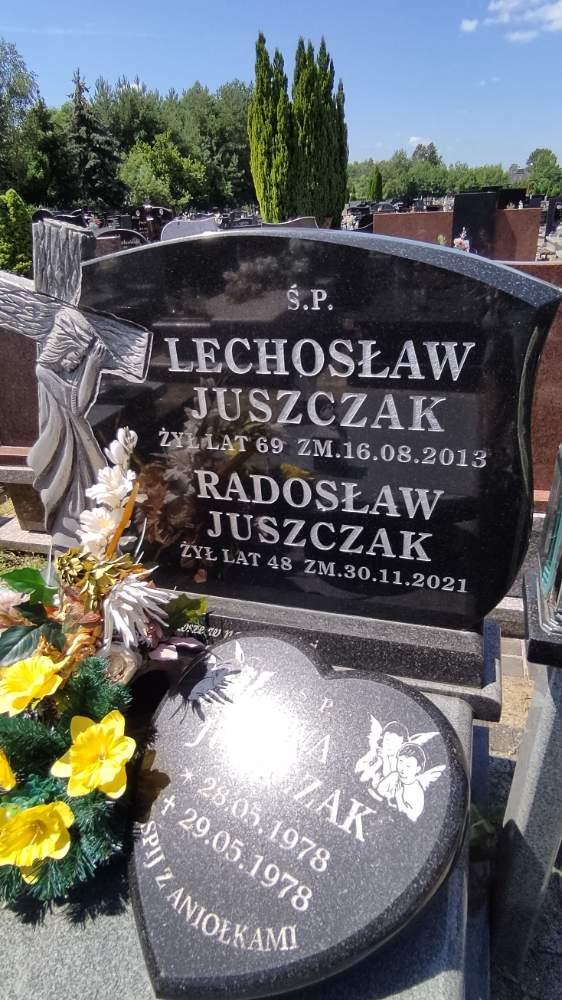 Ś.P.
LECHOSŁAW
JUSZCZAK
ŻYŁ LAT 69 ZM.16.08.2013
RADOSŁAW
JUSZCZAK
ŻYŁ LAT 48 ZM.30.11.2021
Ś.P.
* 28.05.1978
† 29.05.1978
ŚPIJ Z ANIOŁKAMI